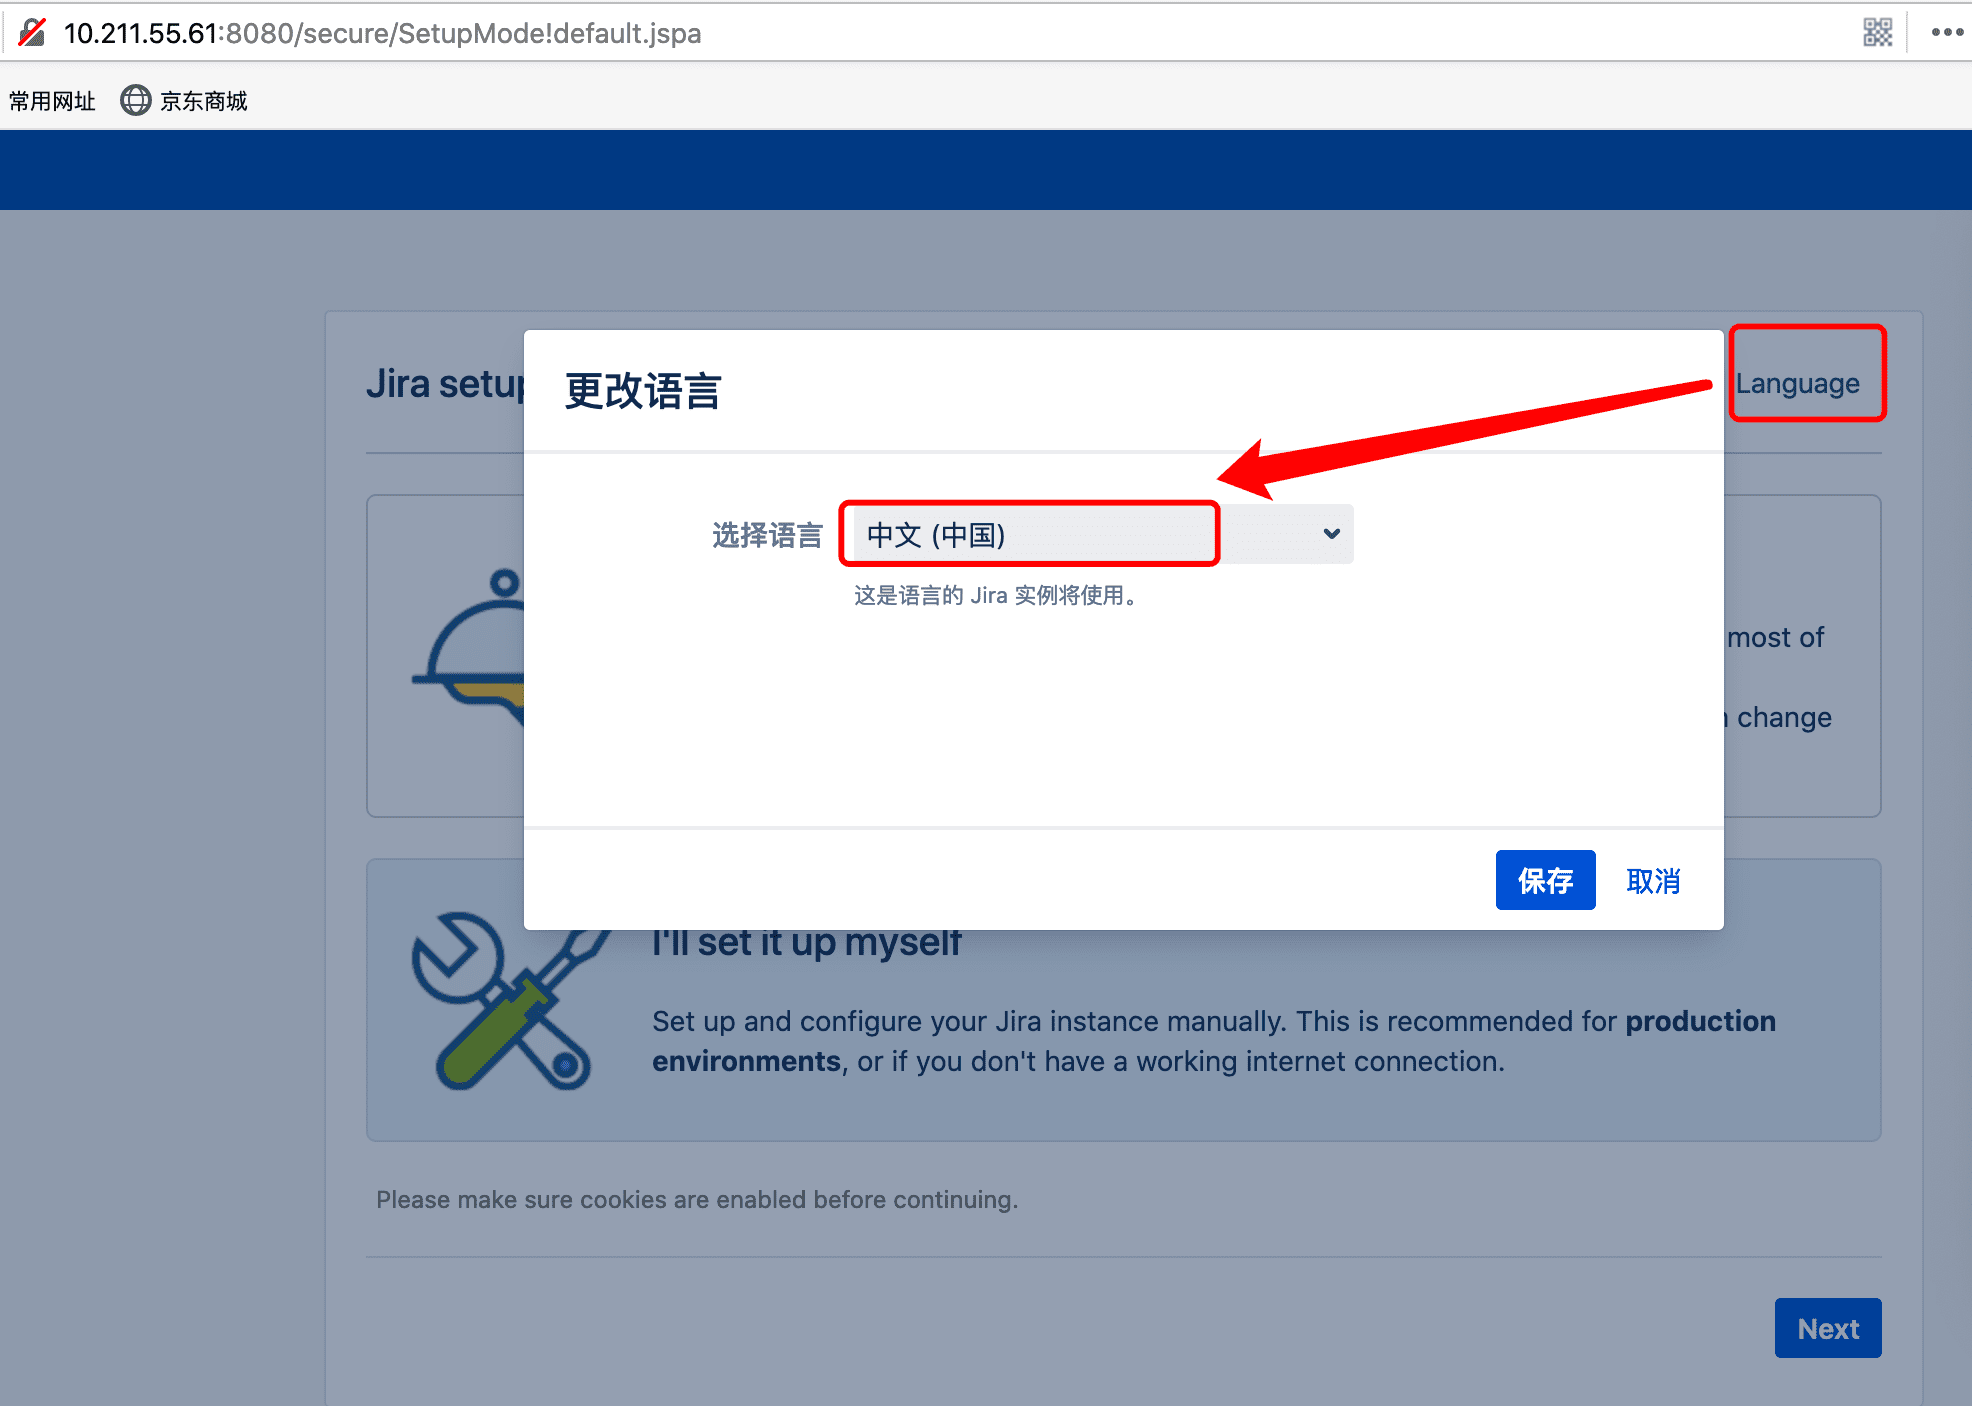 10.211.55.61:8080/secure/SetupMode!default.jspa
常用网址 京东商城
Jira setup
Language
更改语言
选择语言 中文 (中国)
这是语言的 Jira 实例将使用。
most of
change
保存 取消
I'll set it up myself
Set up and configure your Jira instance manually. This is recommended for production
environments, or if you don't have a working internet connection.
Please make sure cookies are enabled before continuing.
Next